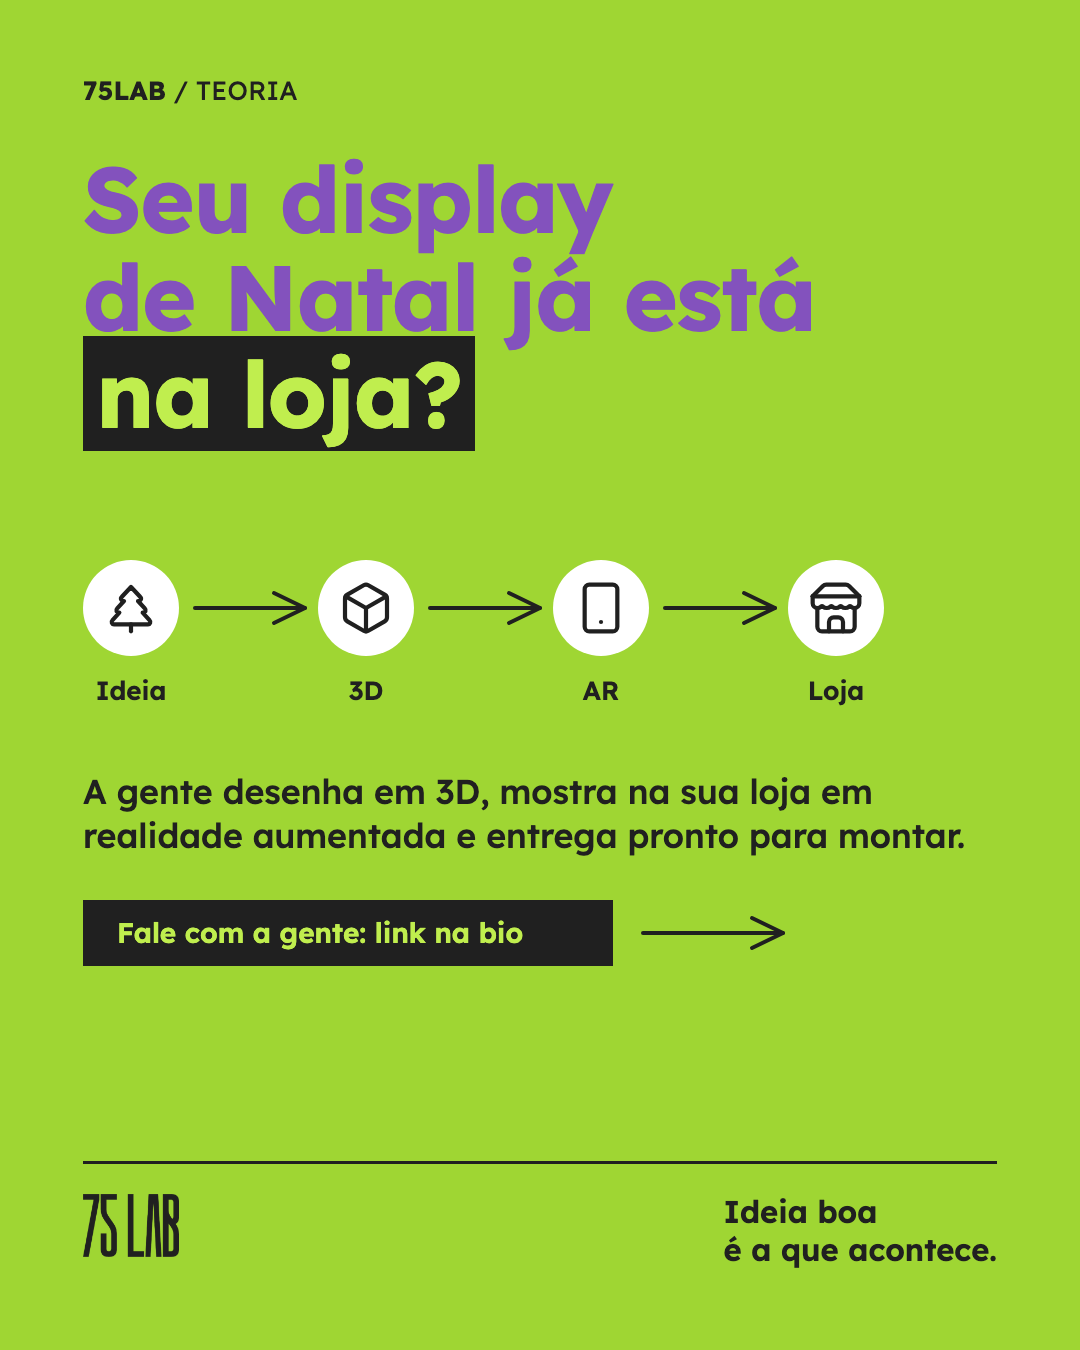 75LAB / TEORIA
Seu display
de Natal já está
na loja?
Ideia
3D
AR
Loja
A gente desenha em 3D, mostra na sua loja em
realidade aumentada e entrega pronto para montar.
Fale com a gente: link na bio
75 LAB
Ideia boa
é a que acontece.